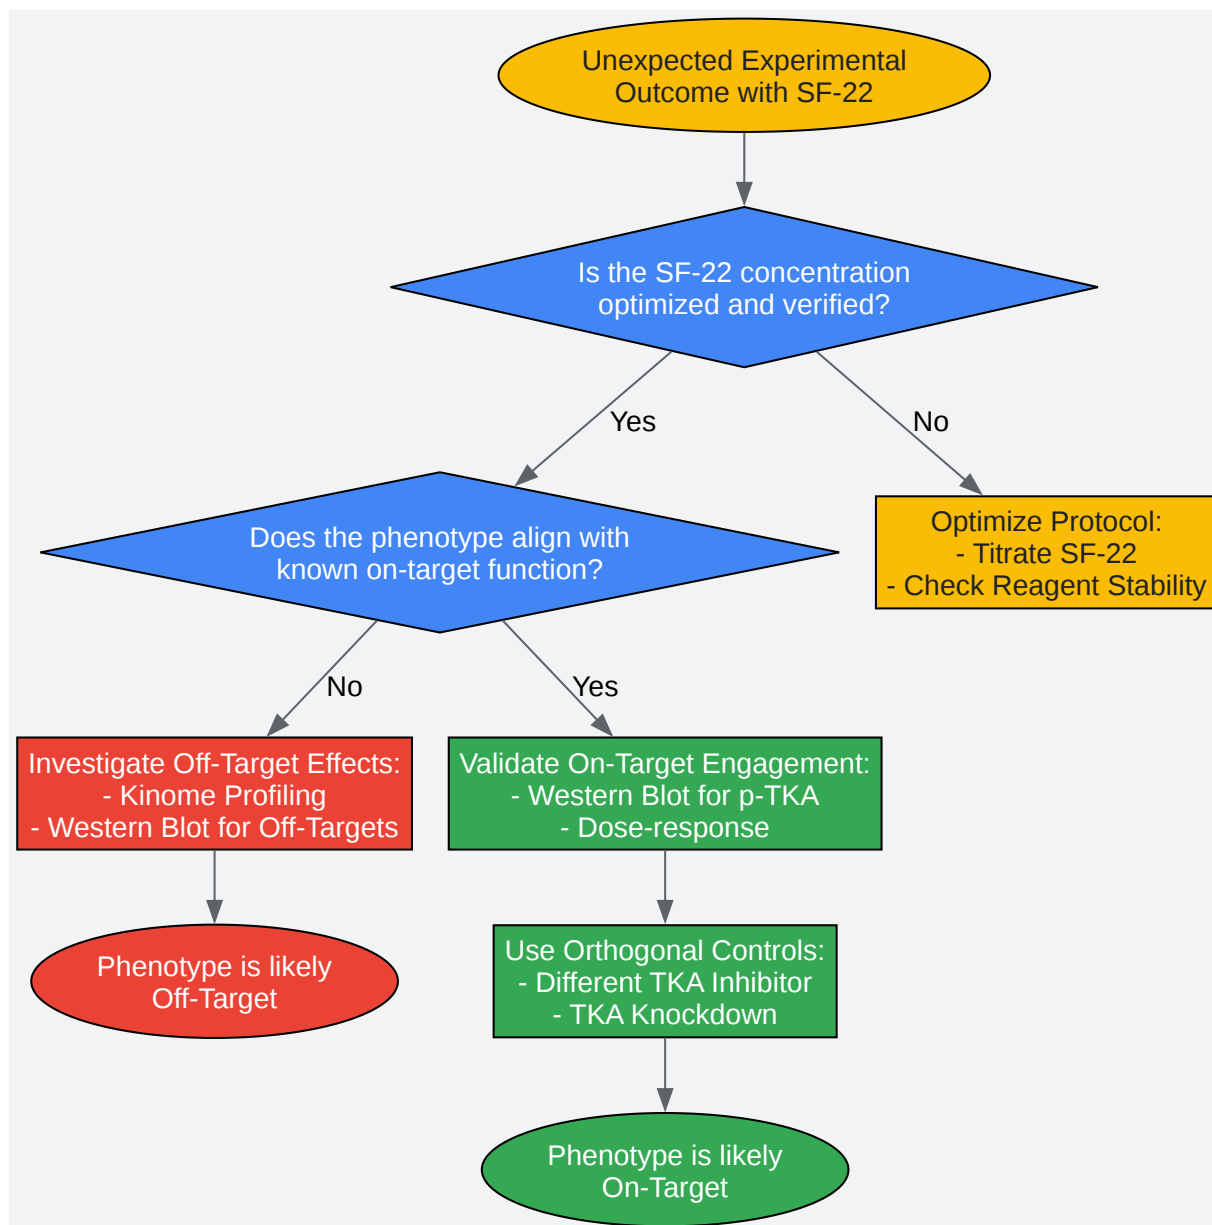 Unexpected Experimental
Outcome with SF-22
Is the SF-22 concentration
optimized and verified?
Yes
No
Does the phenotype align with
known on-target function?
Optimize Protocol:
- Titrate SF-22
- Check Reagent Stability
No
Yes
Investigate Off-Target Effects:
- Kinome Profiling
- Western Blot for Off-Targets
Validate On-Target Engagement:
- Western Blot for p-TKA
- Dose-response
Phenotype is likely
Off-Target
Use Orthogonal Controls:
- Different TKA Inhibitor
- TKA Knockdown
Phenotype is likely
On-Target